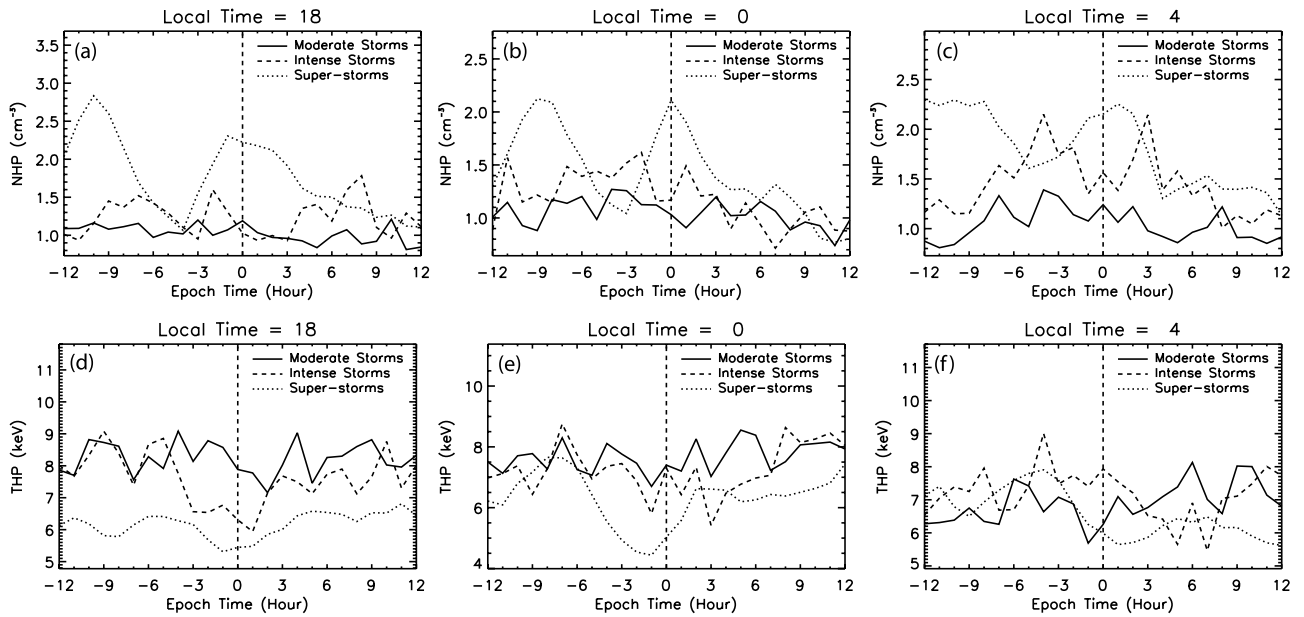 Local Time = 18
(a)
Moderate Storms
Intense Storms
Super-storms
3.5
3.0
2.5
2.0
1.5
1.0
NHP (cm⁻³)
−12 −9 −6 −3 0 3 6 9 12
Epoch Time (Hour)
Local Time = 0
(b)
Moderate Storms
Intense Storms
Super-storms
2.5
2.0
1.5
1.0
NHP (cm⁻³)
−12 −9 −6 −3 0 3 6 9 12
Epoch Time (Hour)
Local Time = 4
(c)
Moderate Storms
Intense Storms
Super-storms
2.5
2.0
1.5
1.0
NHP (cm⁻³)
−12 −9 −6 −3 0 3 6 9 12
Epoch Time (Hour)
Local Time = 18
(d)
Moderate Storms
Intense Storms
Super-storms
11
10
9
8
7
6
5
THP (keV)
−12 −9 −6 −3 0 3 6 9 12
Epoch Time (Hour)
Local Time = 0
(e)
Moderate Storms
Intense Storms
Super-storms
10
8
6
4
THP (keV)
−12 −9 −6 −3 0 3 6 9 12
Epoch Time (Hour)
Local Time = 4
(f)
Moderate Storms
Intense Storms
Super-storms
11
10
9
8
7
6
5
THP (keV)
−12 −9 −6 −3 0 3 6 9 12
Epoch Time (Hour)